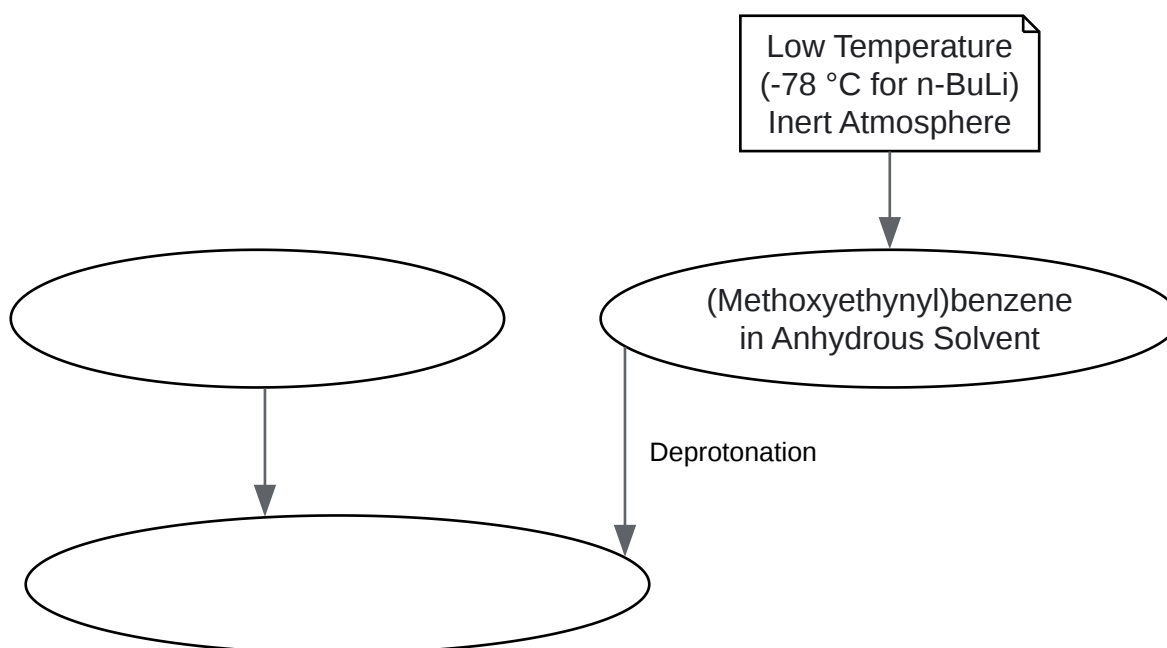 Low Temperature
(-78 °C for n-BuLi)
Inert Atmosphere
(Methoxyethynyl)benzene
in Anhydrous Solvent
Deprotonation